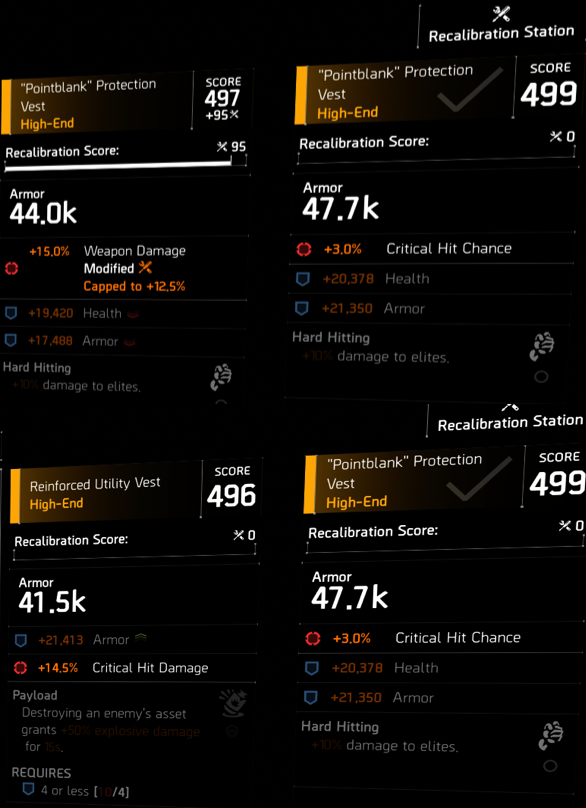 Recalibration Station
"Pointblank" Protection
Vest
High-End
SCORE
497
+95
Recalibration Score:
95
Armor
44.0k
+15.0% Weapon Damage
Modified
Capped to +12.5%
+19,420 Health
+17,488 Armor
Hard Hitting
+10% damage to elites.
"Pointblank" Protection
Vest
High-End
SCORE
499
Recalibration Score:
0
Armor
47.7k
+3.0% Critical Hit Chance
+20,378 Health
+21,350 Armor
Hard Hitting
+10% damage to elites.
Recalibration Station
Reinforced Utility Vest
High-End
SCORE
496
Recalibration Score:
0
Armor
41.5k
+21,413 Armor
+14.5% Critical Hit Damage
Payload
Destroying an enemy's asset
grants +50% explosive damage
for 15s.
REQUIRES
4 or less [10/4]
"Pointblank" Protection
Vest
High-End
SCORE
499
Recalibration Score:
0
Armor
47.7k
+3.0% Critical Hit Chance
+20,378 Health
+21,350 Armor
Hard Hitting
+10% damage to elites.